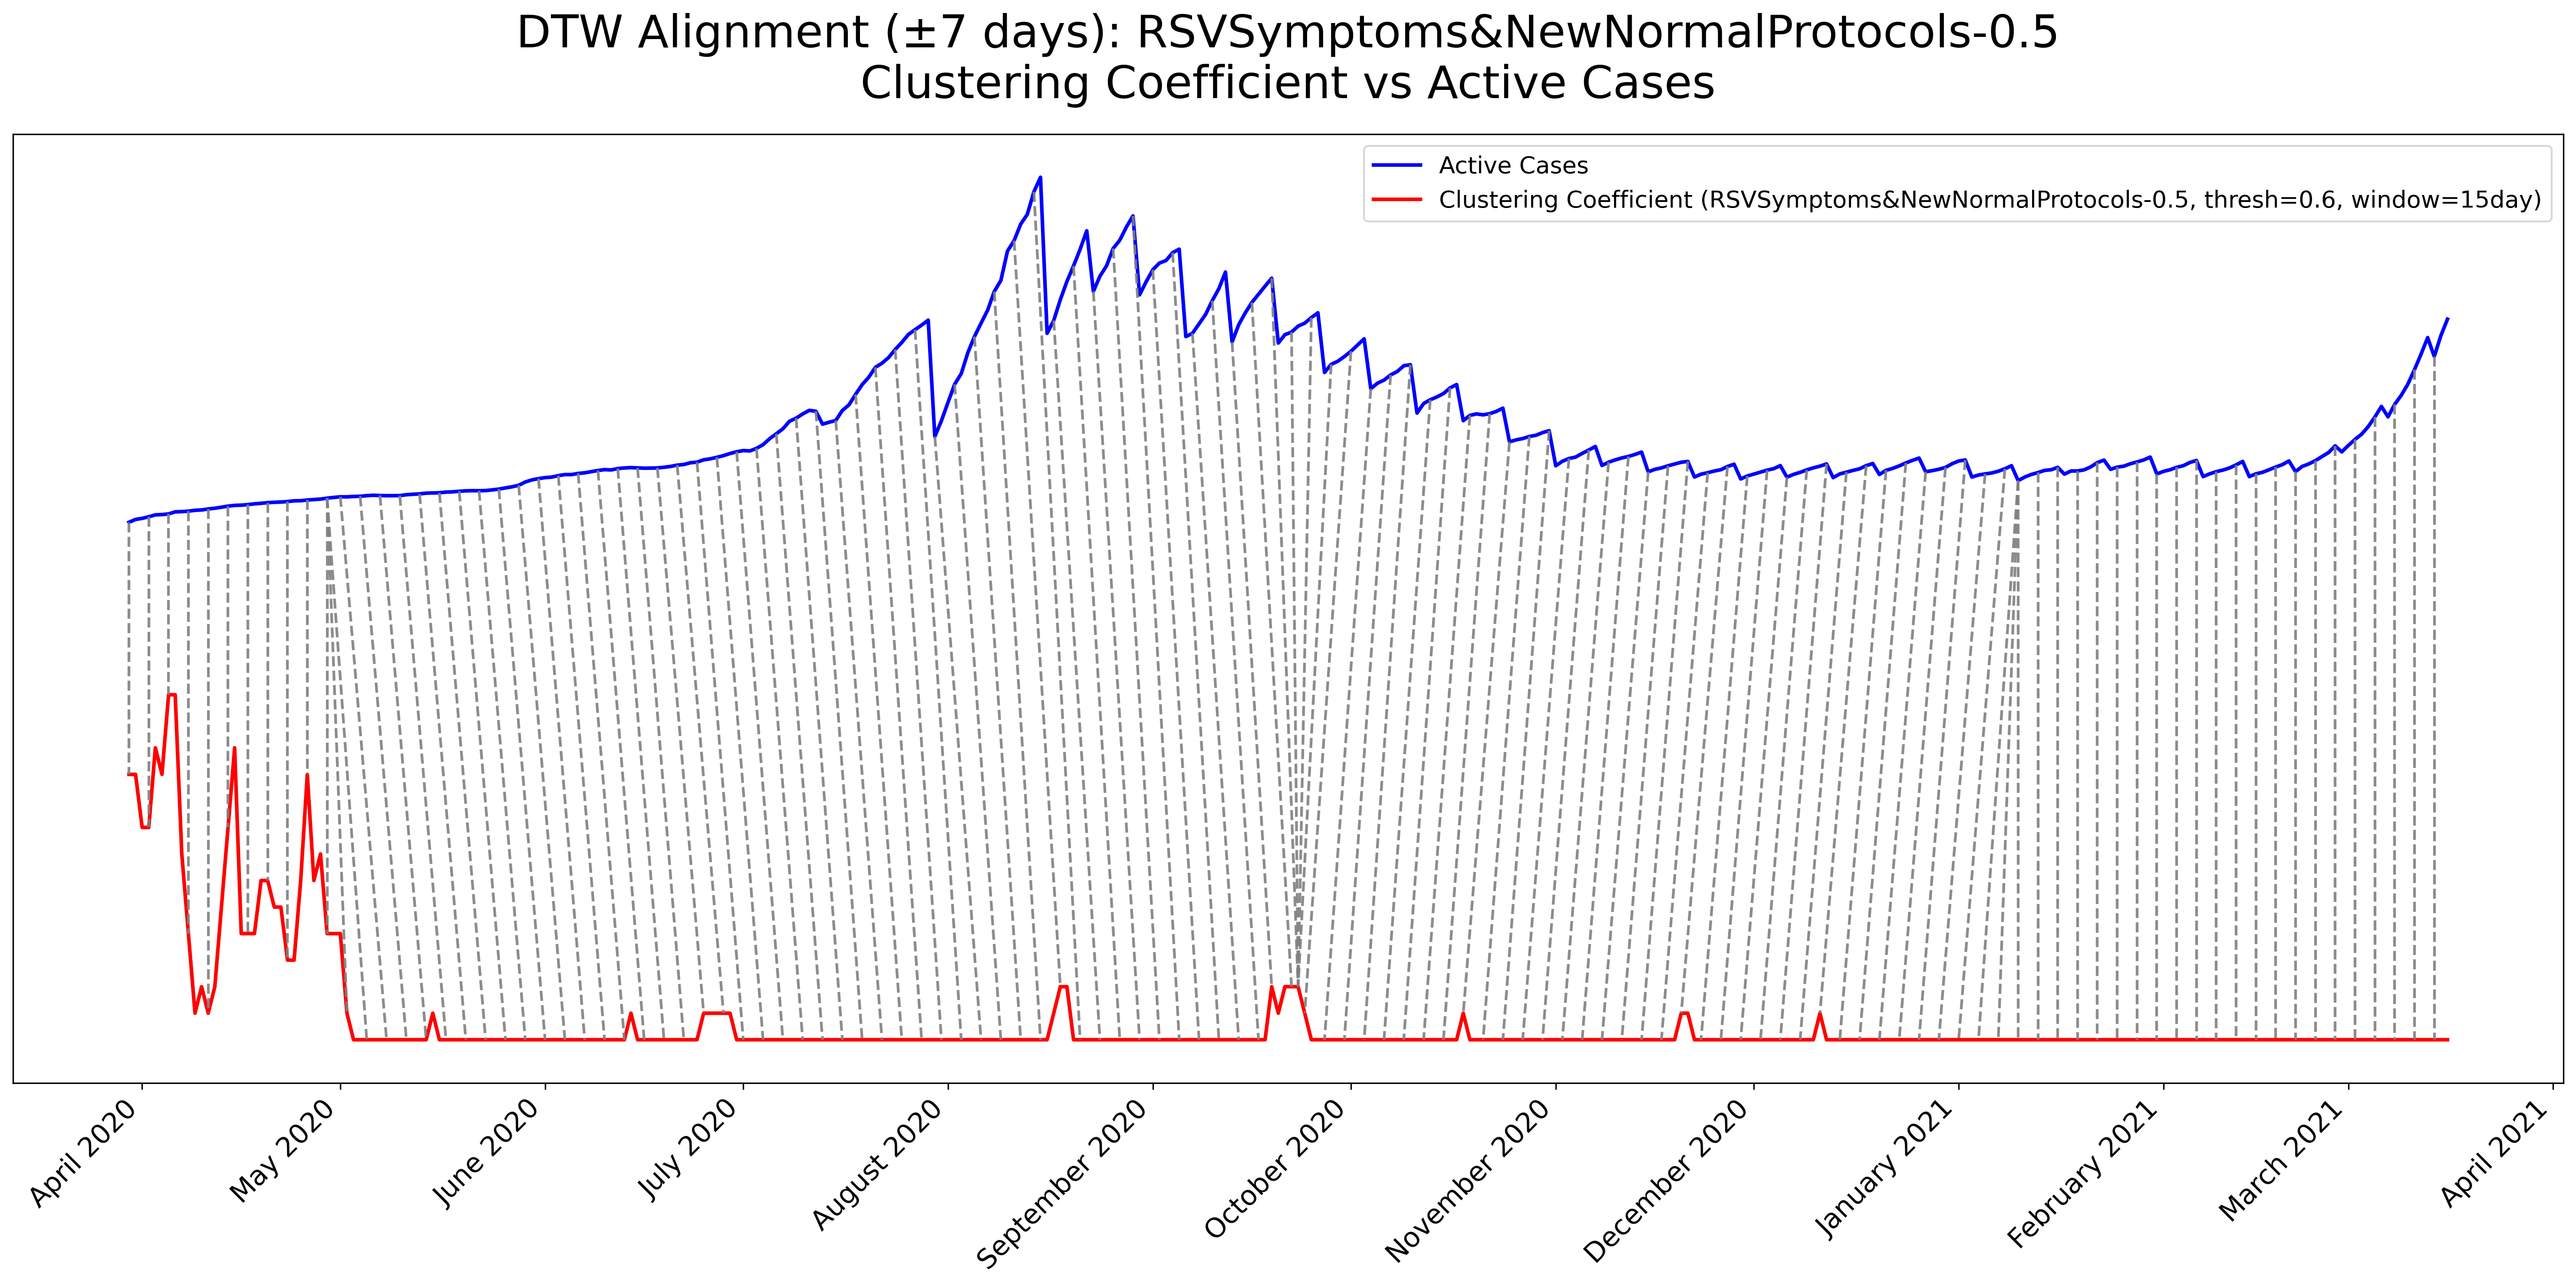 DTW Alignment (±7 days): RSVSymptoms&NewNormalProtocols-0.5
Clustering Coefficient vs Active Cases
Active Cases
Clustering Coefficient (RSVSymptoms&NewNormalProtocols-0.5, thresh=0.6, window=15day)
April 2020
May 2020
June 2020
July 2020
August 2020
September 2020
October 2020
November 2020
December 2020
January 2021
February 2021
March 2021
April 2021